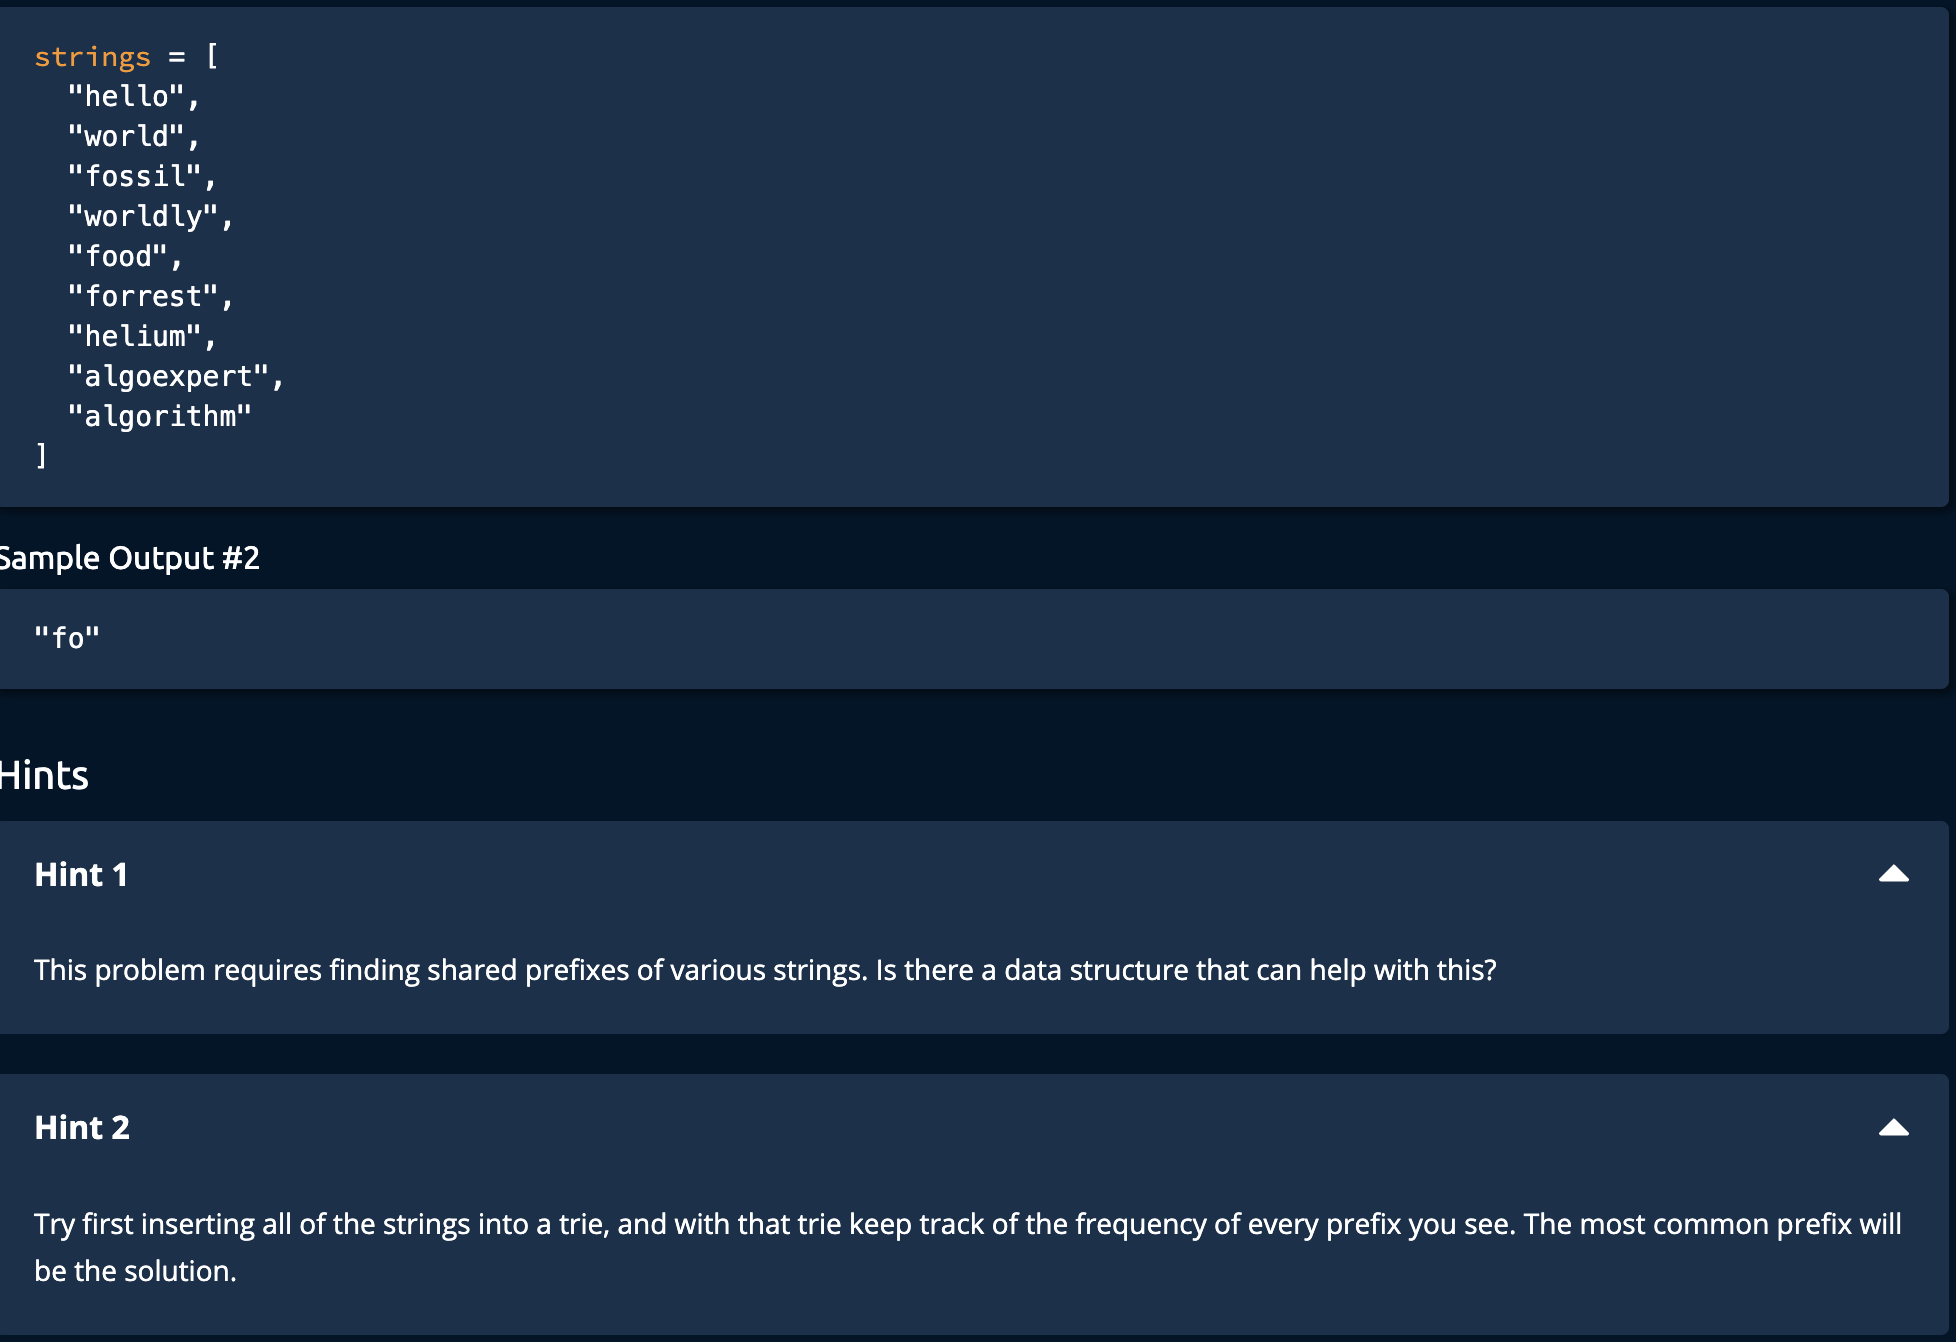 strings = [
"hello",
"world",
"fossil",
"worldly",
"food",
"forrest",
"helium",
"algoexpert",
"algorithm"
]
Sample Output #2
"fo"
Hints
Hint 1
This problem requires finding shared prefixes of various strings. Is there a data structure that can help with this?
Hint 2
Try first inserting all of the strings into a trie, and with that trie keep track of the frequency of every prefix you see. The most common prefix will
be the solution.